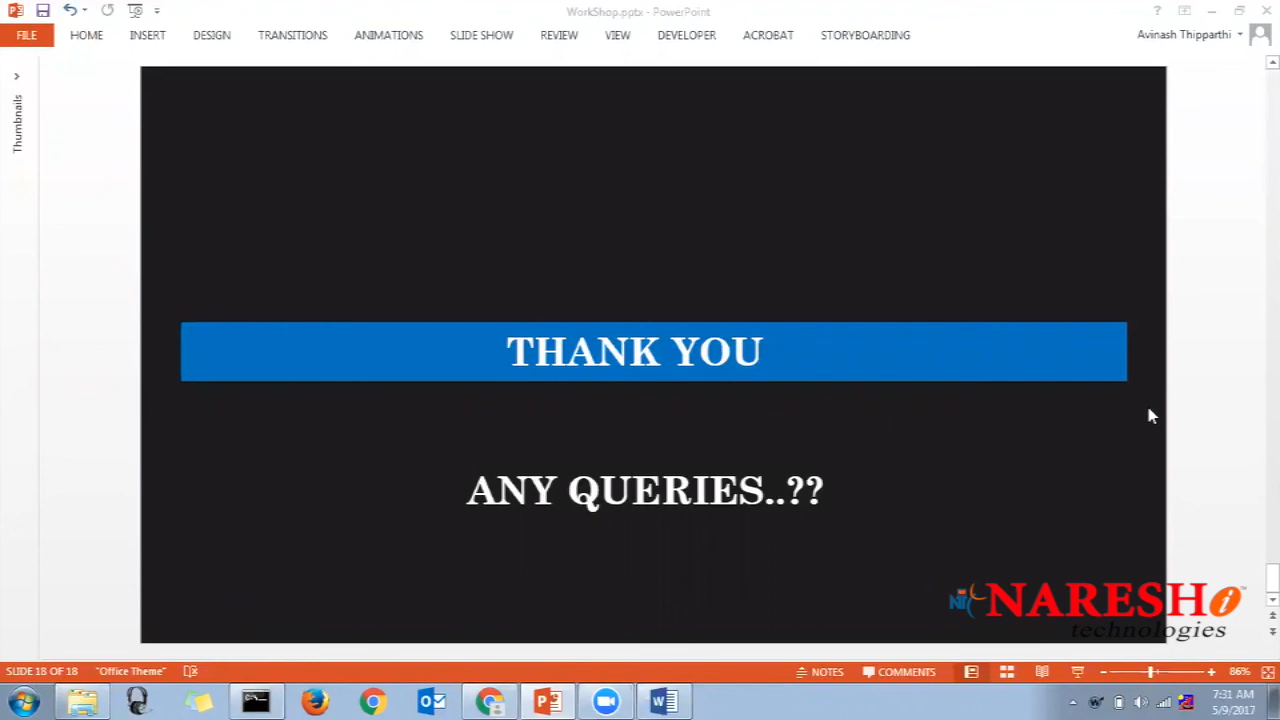 WorkShop.pptx - PowerPoint
?
FILE HOME INSERT DESIGN TRANSITIONS ANIMATIONS SLIDE SHOW REVIEW VIEW DEVELOPER ACROBAT STORYBOARDING
Avinash Thipparthi
Thumbnails
THANK YOU
ANY QUERIES..??
NARESH i
technologies
SLIDE 18 OF 18 "Office Theme" NOTES COMMENTS 86%
7:31 AM
5/9/2017